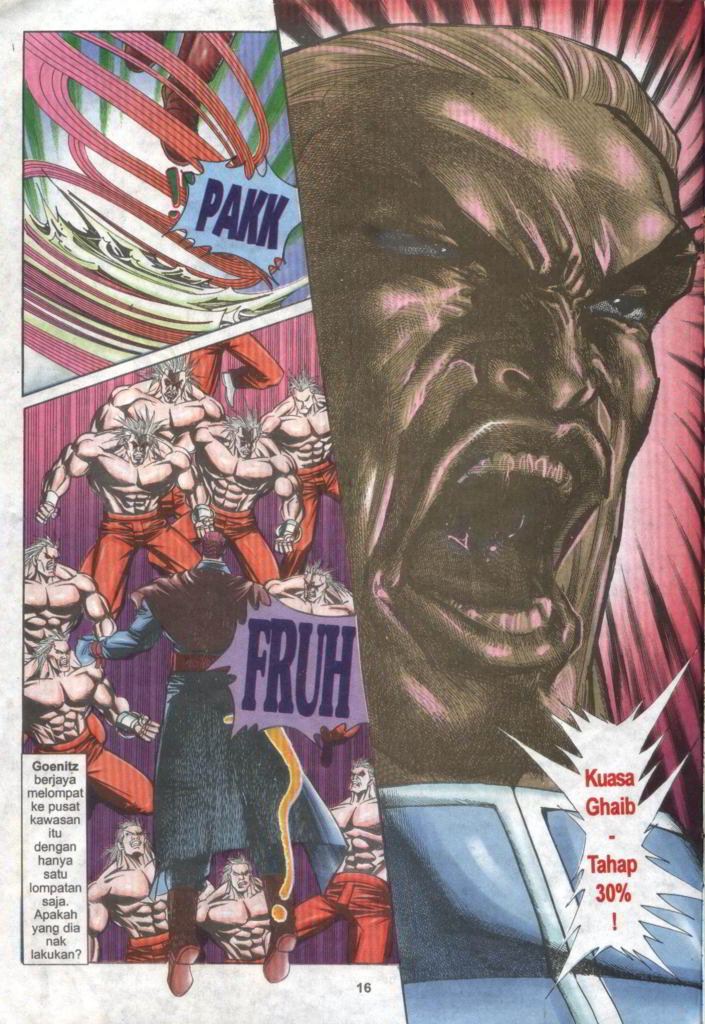 PAKK
FRUH
Goenitz
berjaya
melompat
ke pusat
kawasan
itu
dengan
hanya
satu
lompatan
saja.
Apakah
yang dia
nak
lakukan?
Kuasa
Ghaib
-
Tahap
30%
!
16